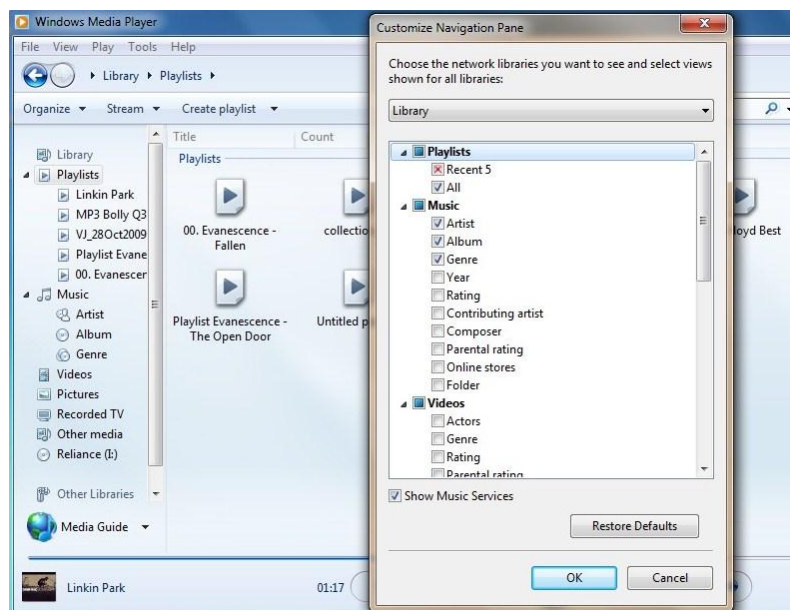 Windows Media Player
File View Play Tools Help
Library Playlists
Organize Stream Create playlist
Title Count
Library
Playlists
Linkin Park
MP3 Bolly Q3
VJ_28Oct2009
Playlist Evane
00. Evanescer
Music
Artist
Album
Genre
Videos
Pictures
Recorded TV
Other media
Reliance (I:)
Other Libraries
Media Guide
Playlists
00. Evanescence -
Fallen
collectio
Playlist Evanescence -
The Open Door
Untitled p
loyd Best
Linkin Park
01:17
Customize Navigation Pane
Choose the network libraries you want to see and select views
shown for all libraries:
Library
Playlists
Recent 5
All
Music
Artist
Album
Genre
Year
Rating
Contributing artist
Composer
Parental rating
Online stores
Folder
Videos
Actors
Genre
Rating
Parental rating
Show Music Services
Restore Defaults
OK Cancel